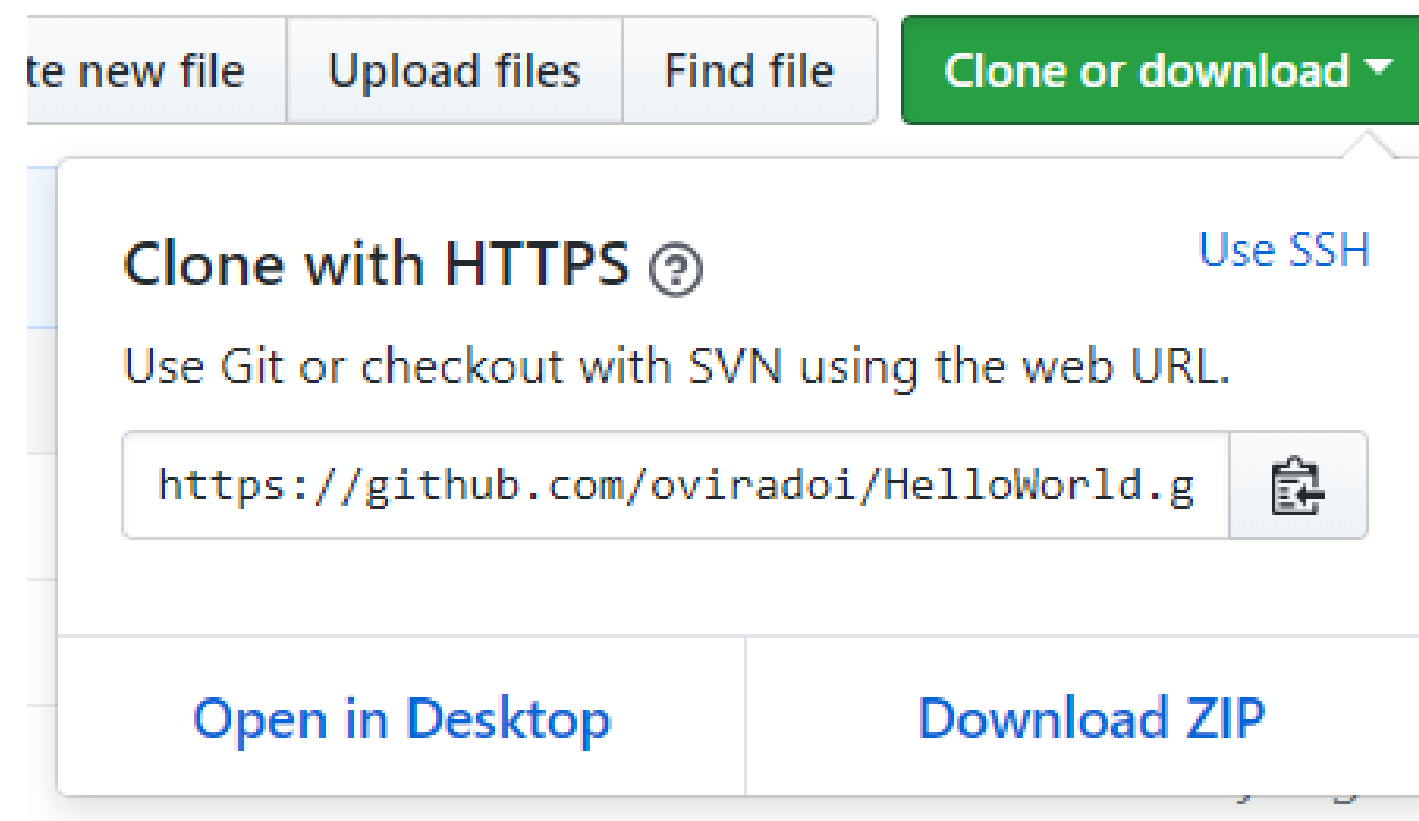 te new file Upload files Find file Clone or download
Clone with HTTPS ?
Use SSH
Use Git or checkout with SVN using the web URL.
https://github.com/oviradoi/HelloWorld.g
Open in Desktop Download ZIP